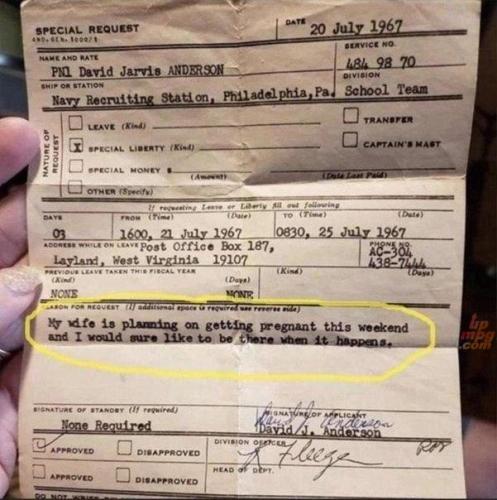 SPECIAL REQUEST
DATE 20 July 1967
SERVICE NO.
NAME AND RATE
484 98 70
PN1 David Jarvis ANDERSON
DIVISION
SHIP OR STATION
Navy Recruiting Station, Philadelphia,Pa. School Team
NATURE OF REQUEST
LEAVE (Kind)
TRANSFER
X SPECIAL LIBERTY (Kind)
CAPTAIN'S MAST
SPECIAL MONEY $ (Amount) (Date Last Paid)
OTHER (Specify)
If requesting Leave or Liberty fill out following
DAYS FROM (Time) (Date) TO (Time) (Date)
03 1600, 21 July 1967 0830, 25 July 1967
ADDRESS WHILE ON LEAVE Post Office Box 187,
PHONE NO.
AC-304
Layland, West Virginia 19107
438-7444
PREVIOUS LEAVE TAKEN THIS FISCAL YEAR
(Kind) (Days) (Kind) (Days)
NONE NONE
REASON FOR REQUEST (If additional space is required use reverse side)
My wife is planning on getting pregnant this weekend
and I would sure like to be there when it happens.
SIGNATURE OF STANDBY (If required)
SIGNATURE OF APPLICANT
None Required
David J. Anderson
David J. Anderson
APPROVED DISAPPROVED
DIVISION OFFICER
APPROVED DISAPPROVED
HEAD OF DEPT.
DO NOT WRITE